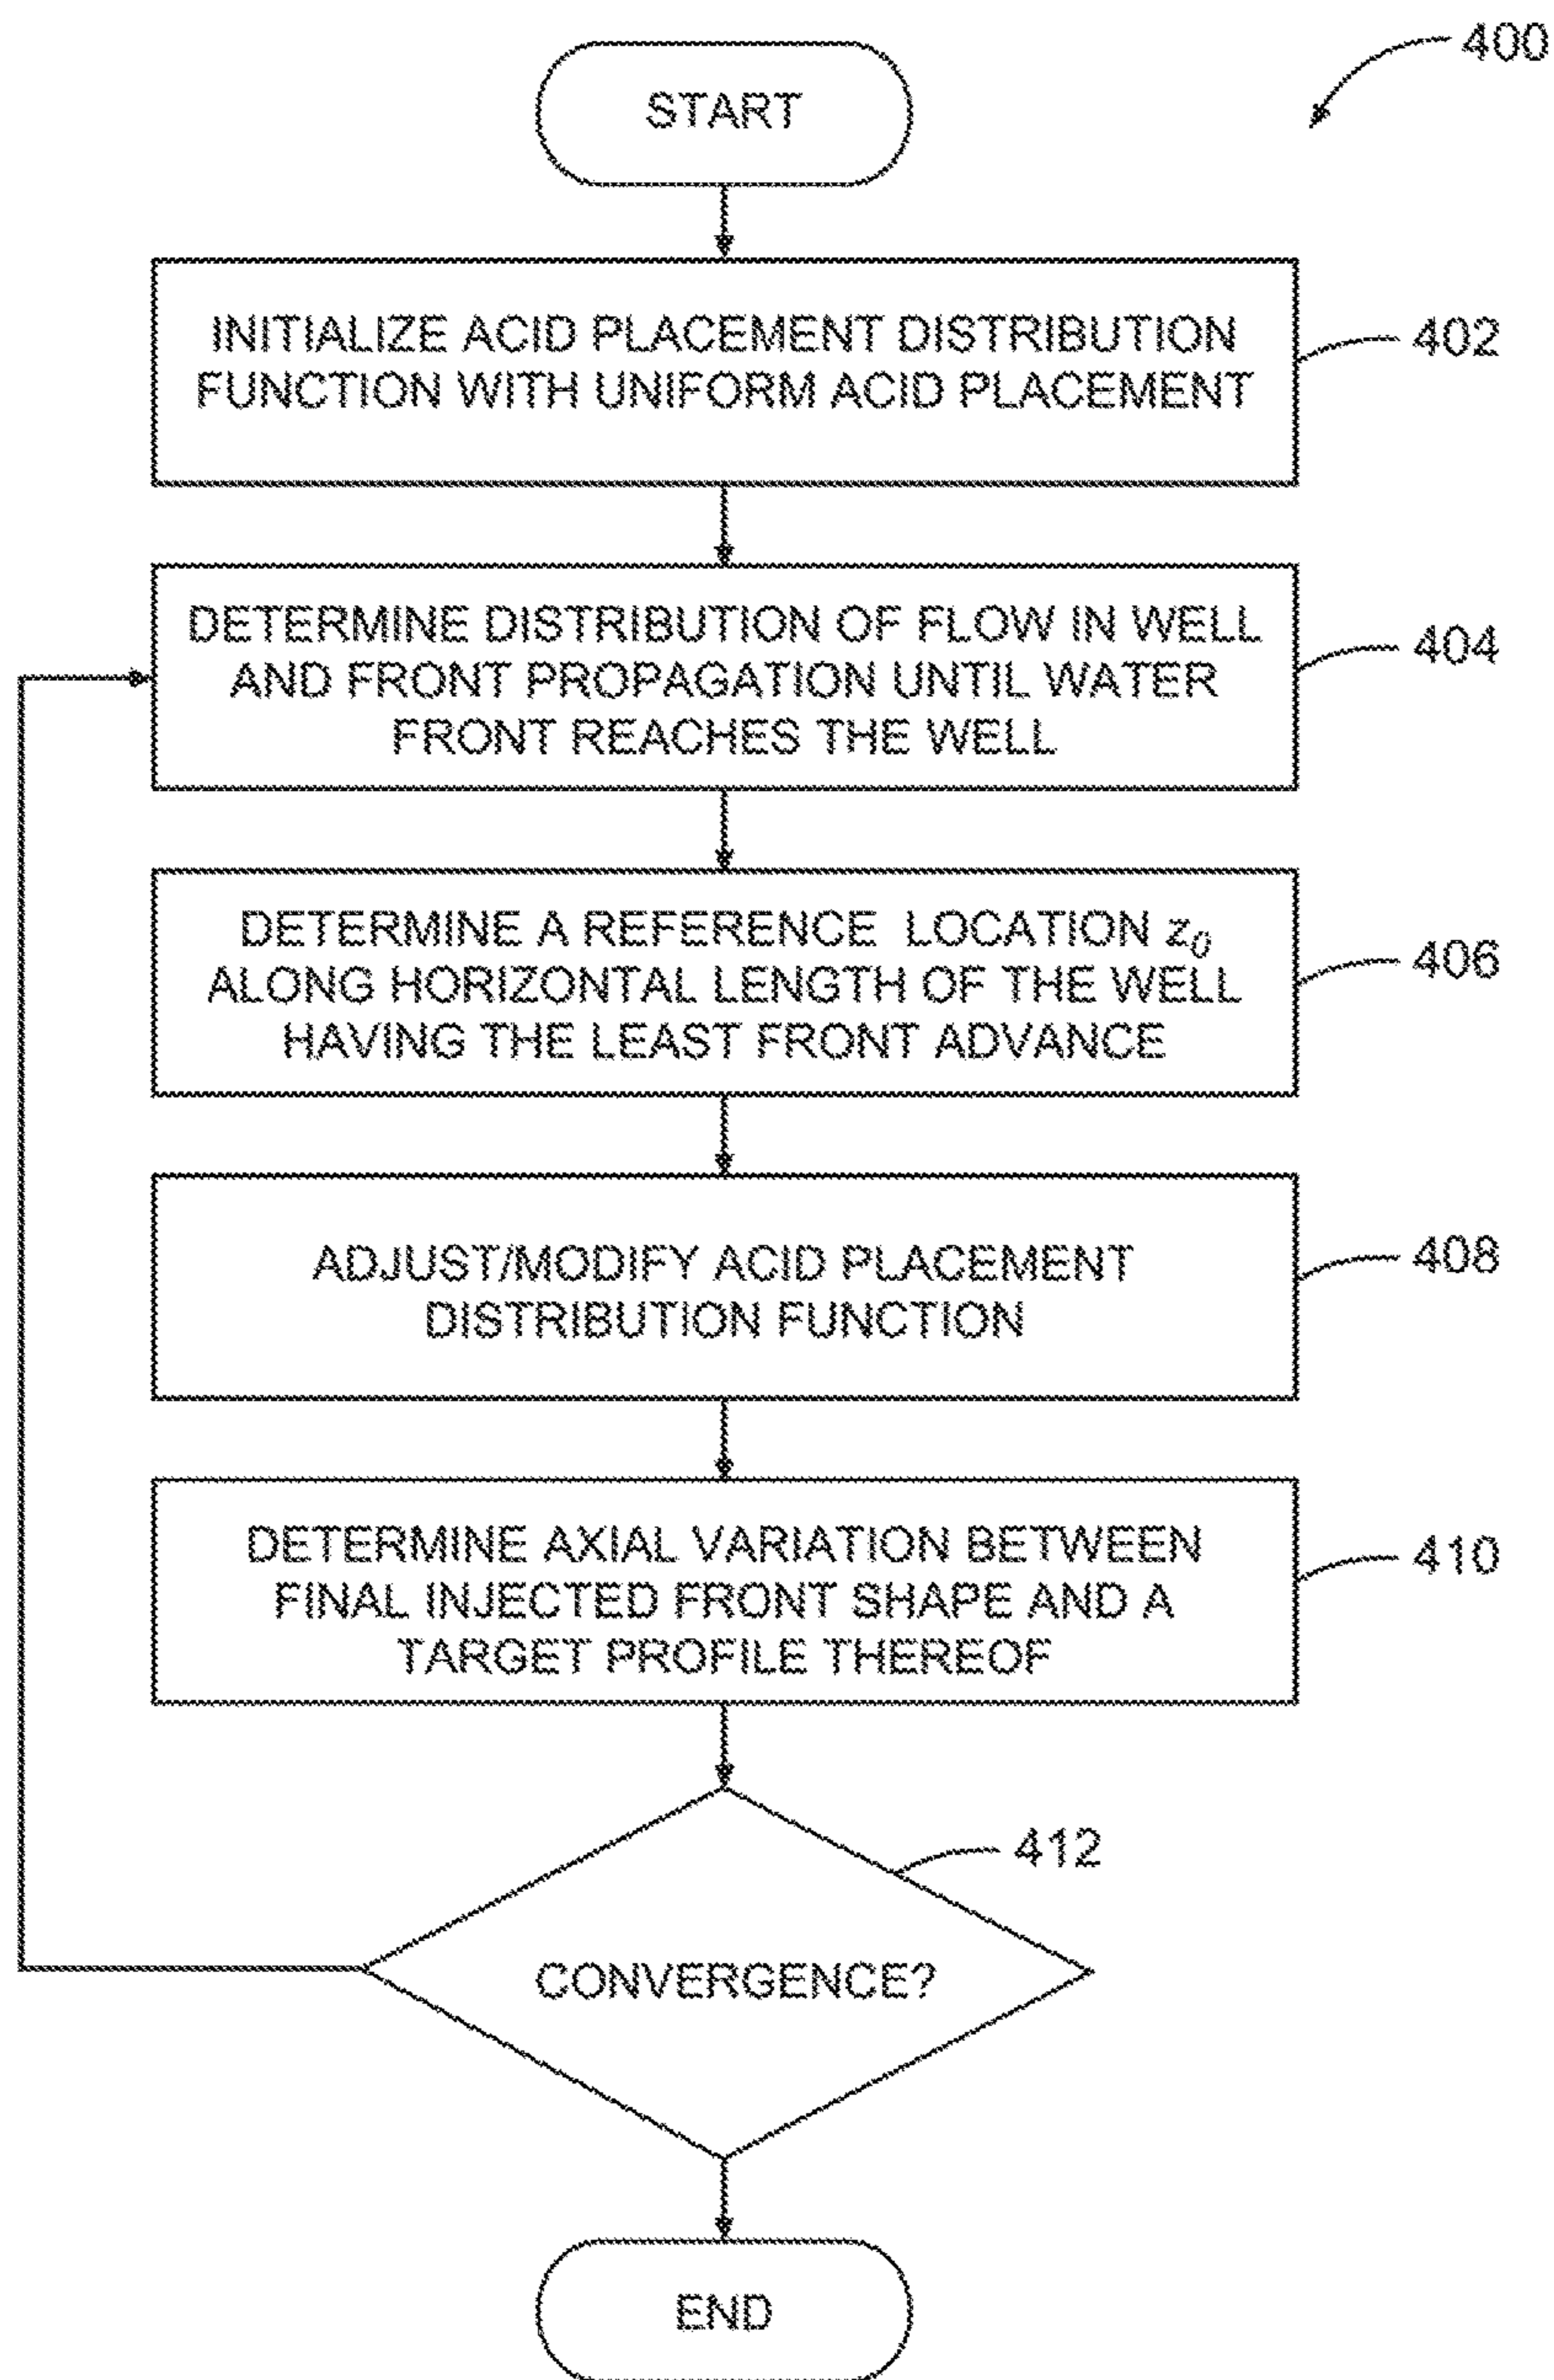 400
START
INITIALIZE ACID PLACEMENT DISTRIBUTION
FUNCTION WITH UNIFORM ACID PLACEMENT
402
DETERMINE DISTRIBUTION OF FLOW IN WELL
AND FRONT PROPAGATION UNTIL WATER
FRONT REACHES THE WELL
404
DETERMINE A REFERENCE LOCATION z₀
ALONG HORIZONTAL LENGTH OF THE WELL
HAVING THE LEAST FRONT ADVANCE
406
ADJUST/MODIFY ACID PLACEMENT
DISTRIBUTION FUNCTION
408
DETERMINE AXIAL VARIATION BETWEEN
FINAL INJECTED FRONT SHAPE AND A
TARGET PROFILE THEREOF
410
412
CONVERGENCE?
END